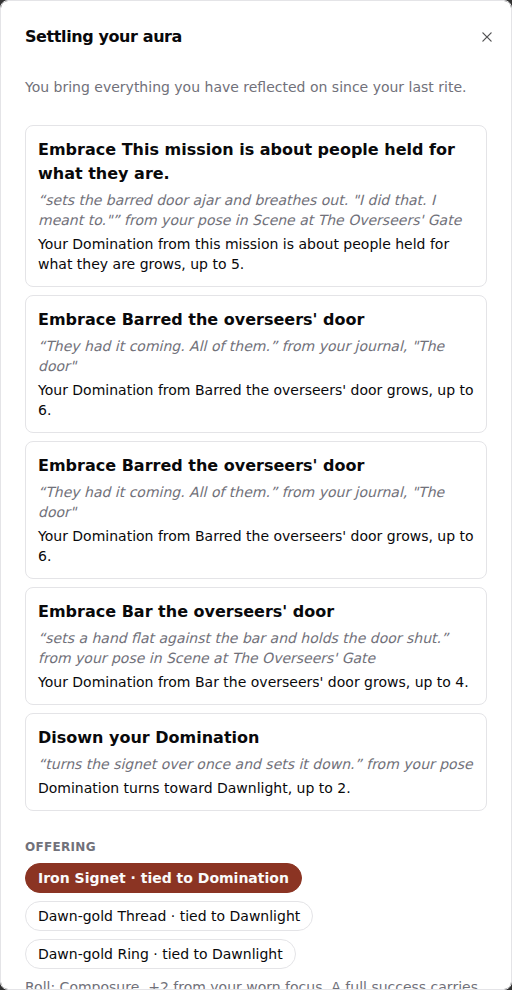 Settling your aura
You bring everything you have reflected on since your last rite.
Embrace This mission is about people held for
what they are.
“sets the barred door ajar and breathes out. "I did that. I
meant to."” from your pose in Scene at The Overseers' Gate
Your Domination from this mission is about people held for
what they are grows, up to 5.
Embrace Barred the overseers' door
“They had it coming. All of them.” from your journal, "The
door"
Your Domination from Barred the overseers' door grows, up to
6.
Embrace Barred the overseers' door
“They had it coming. All of them.” from your journal, "The
door"
Your Domination from Barred the overseers' door grows, up to
6.
Embrace Bar the overseers' door
“sets a hand flat against the bar and holds the door shut.”
from your pose in Scene at The Overseers' Gate
Your Domination from Bar the overseers' door grows, up to 4.
Disown your Domination
“turns the signet over once and sets it down.” from your pose
Domination turns toward Dawnlight, up to 2.
OFFERING
Iron Signet · tied to Domination
Dawn-gold Thread · tied to Dawnlight
Dawn-gold Ring · tied to Dawnlight
Roll: Composure, +2 from your worn focus. A full success carries